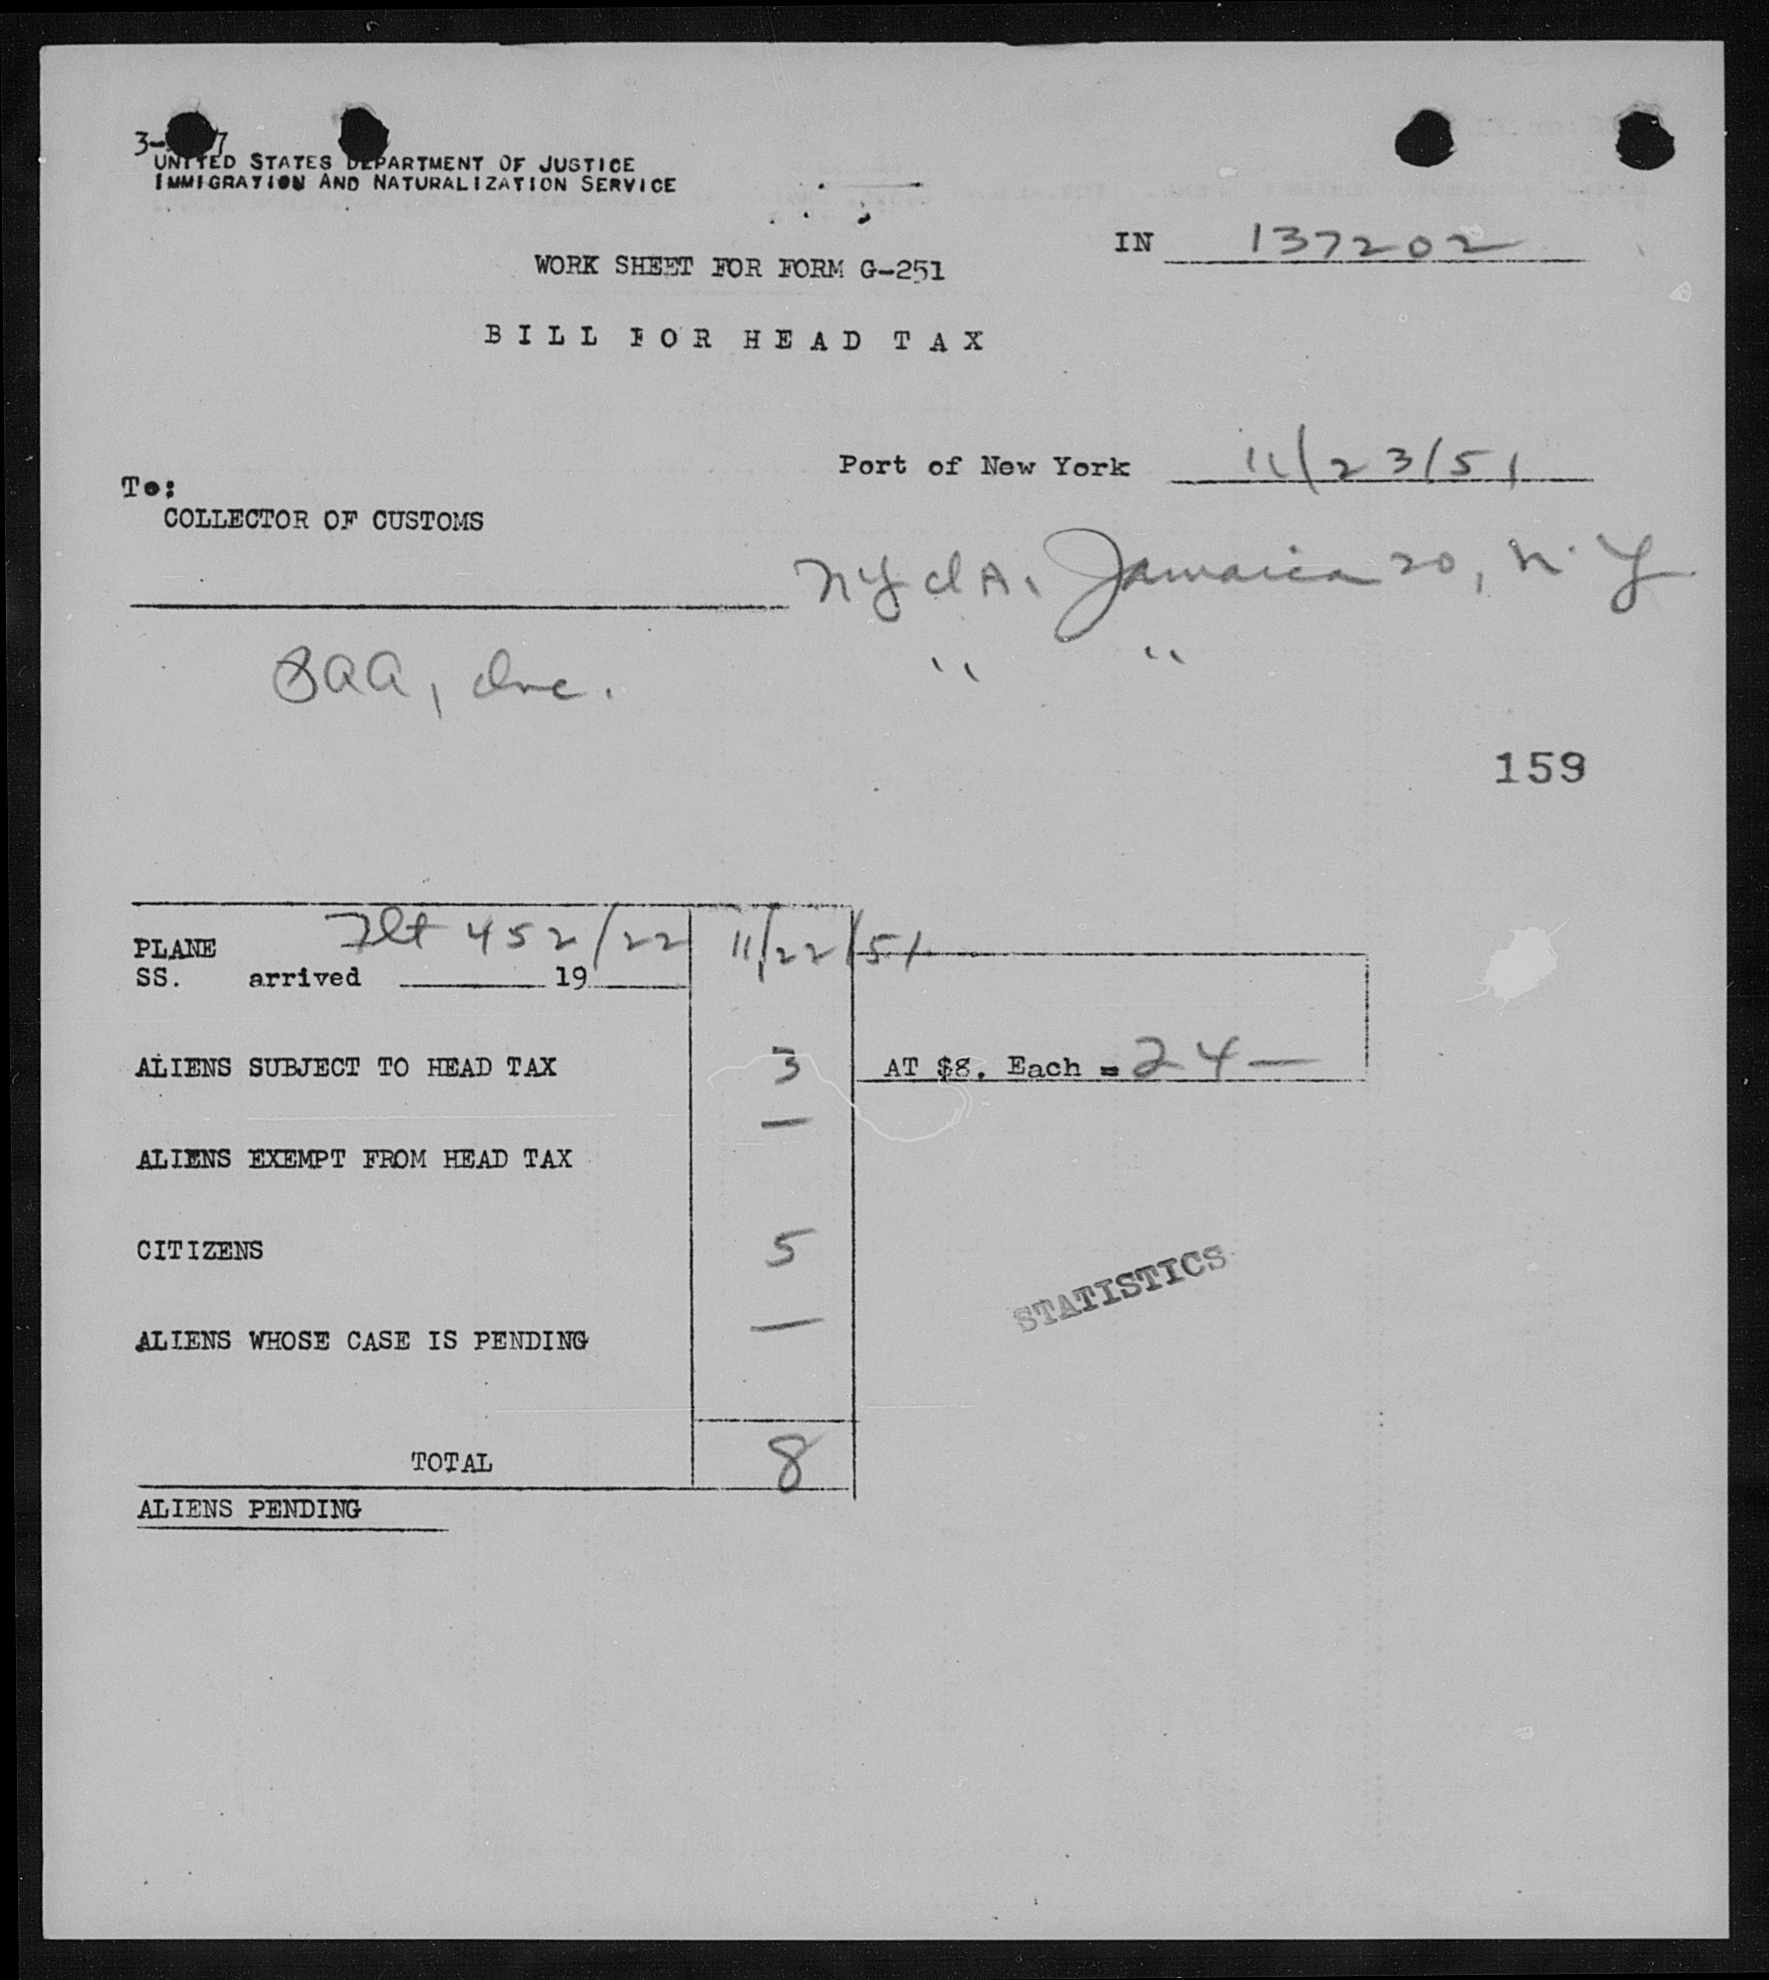 UNITED STATES DEPARTMENT OF JUSTICE
IMMIGRATION AND NATURALIZATION SERVICE
IN 137202
WORK SHEET FOR FORM G-251
BILL FOR HEAD TAX
Port of New York 11/23/51
To:
COLLECTOR OF CUSTOMS
NYdA, Jamaica 20, N.Y.
" "
Inc.
159
PLANE Flt 452/22 11/22/51
SS. arrived 19
ALIENS SUBJECT TO HEAD TAX 3 AT $8. Each = 24 —
—
ALIENS EXEMPT FROM HEAD TAX
CITIZENS 5
STATISTICS
ALIENS WHOSE CASE IS PENDING —
TOTAL 8
ALIENS PENDING